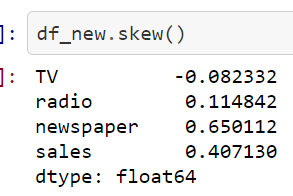 ]: df_new.skew()
]: TV -0.082332
radio 0.114842
newspaper 0.650112
sales 0.407130
dtype: float64